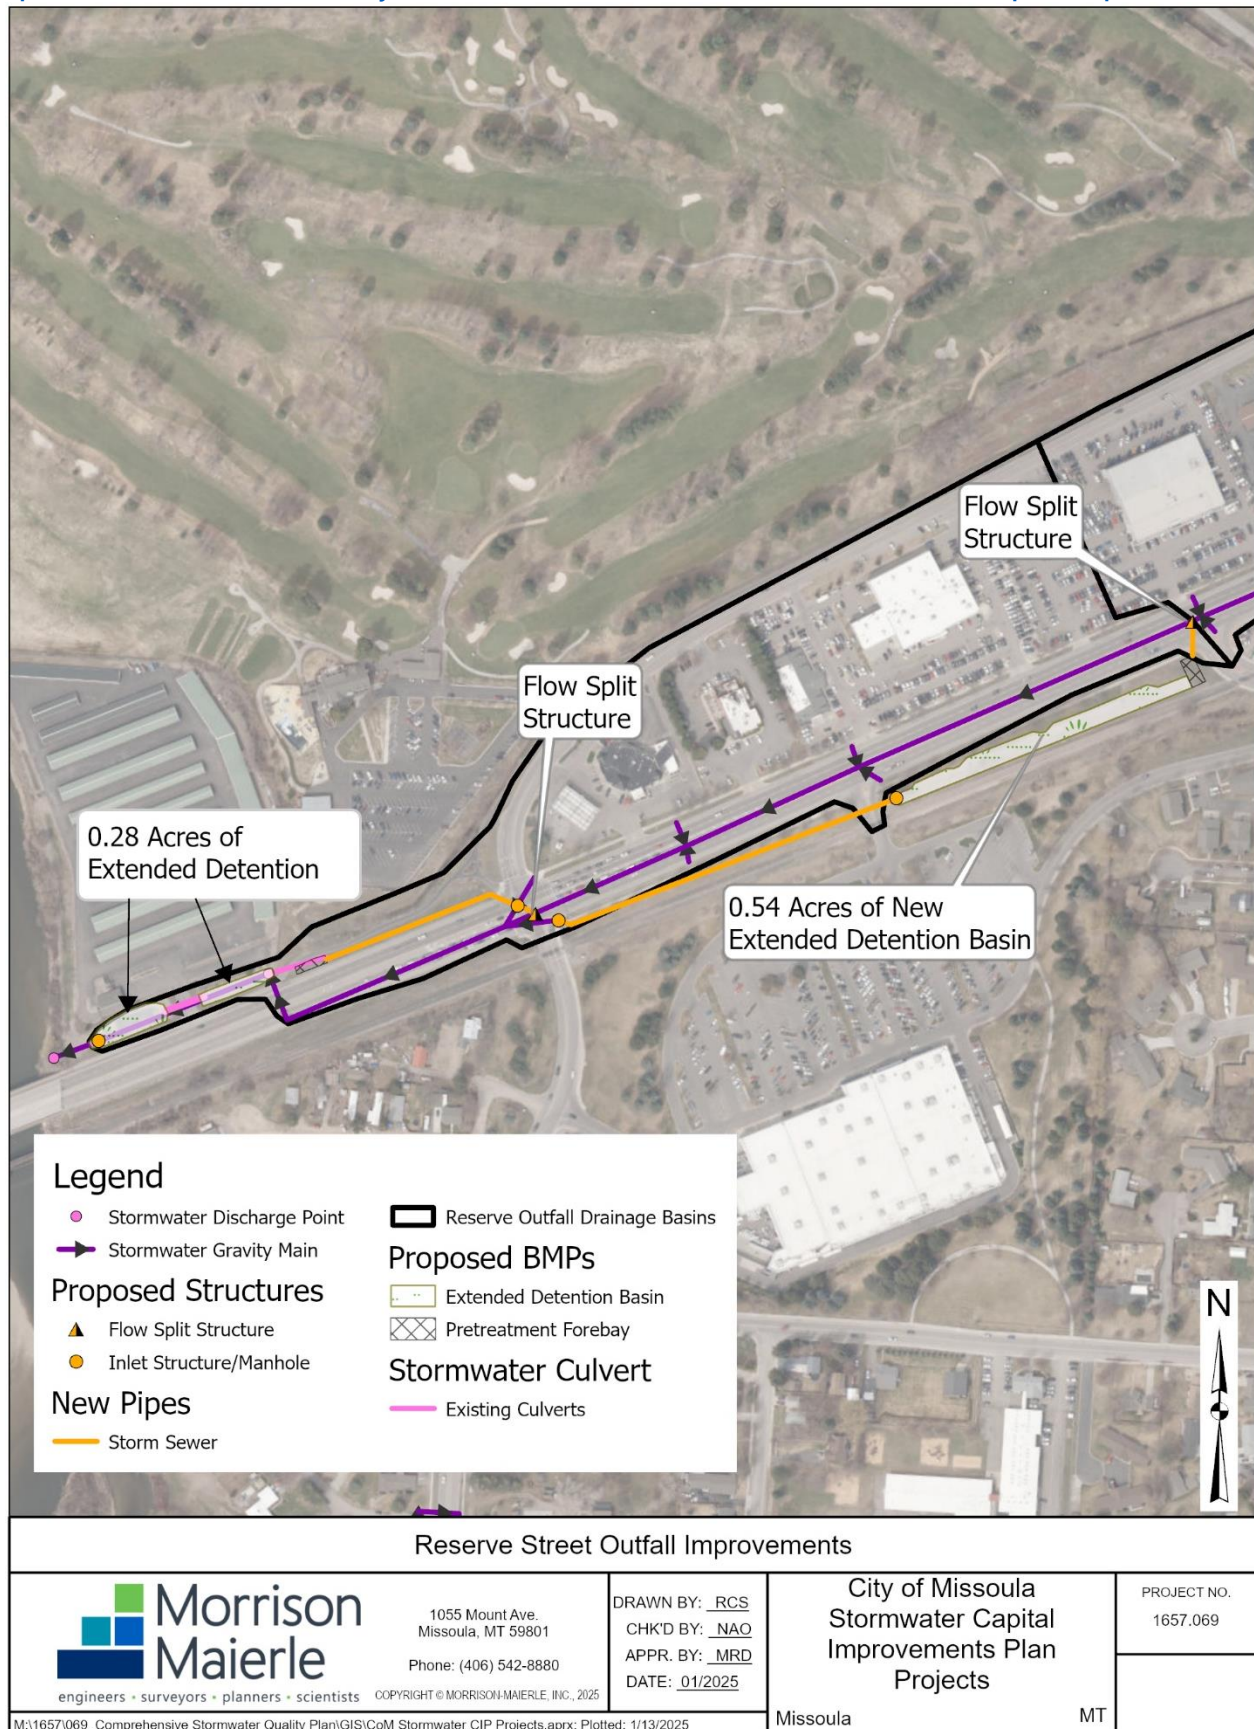 Flow Split
Structure
Flow Split
Structure
0.28 Acres of
Extended Detention
0.54 Acres of New
Extended Detention Basin
Legend
Stormwater Discharge Point
Stormwater Gravity Main
Proposed Structures
Flow Split Structure
Inlet Structure/Manhole
New Pipes
Storm Sewer
Reserve Outfall Drainage Basins
Proposed BMPs
Extended Detention Basin
Pretreatment Forebay
Stormwater Culvert
Existing Culverts
N
Reserve Street Outfall Improvements
Morrison
Maierle
engineers • surveyors • planners • scientists
1055 Mount Ave.
Missoula, MT 59801
Phone: (406) 542-8880
COPYRIGHT © MORRISON-MAIERLE, INC., 2025
DRAWN BY: RCS
CHK'D BY: NAO
APPR. BY: MRD
DATE: 01/2025
City of Missoula
Stormwater Capital
Improvements Plan
Projects
Missoula MT
PROJECT NO.
1657.069
M:\1657\069_Comprehensive Stormwater Quality Plan\GIS\CoM Stormwater CIP Projects.aprx; Plotted: 1/13/2025